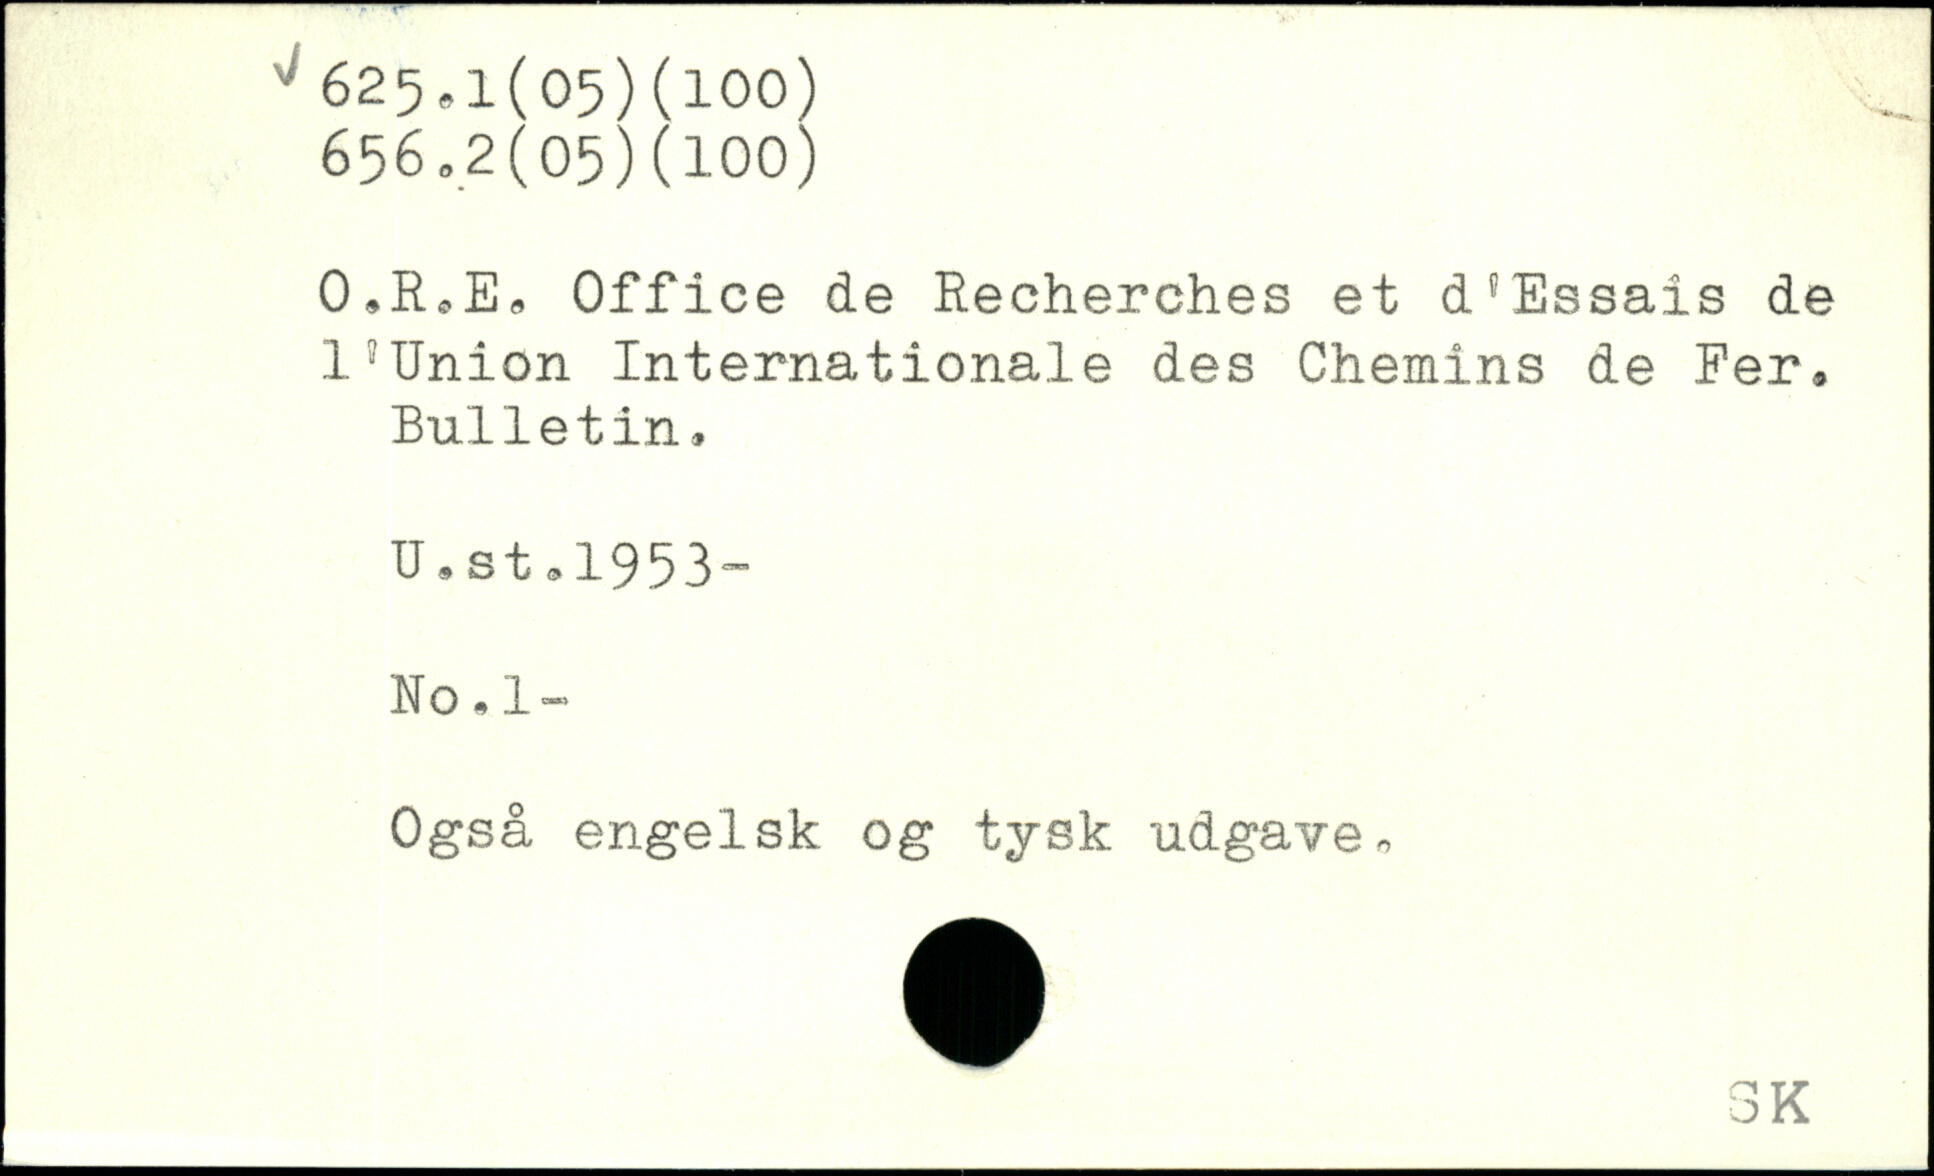 625.1(05)(100)
656.2(05)(100)
O.R.E. Office de Recherches et d'Essais de
l'Union Internationale des Chemins de Fer.
Bulletin.
U.st.1953-
No.1-
Også engelsk og tysk udgave.
SK